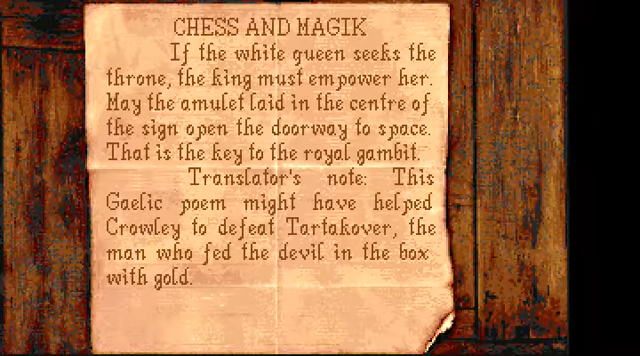 CHESS AND MAGIK
If the white queen seeks the
throne, the king must empower her.
May the amulet laid in the centre of
the sign open the doorway to space.
That is the key to the royal gambit.
Translator's note: This
Gaelic poem might have helped
Crowley to defeat Tartakover, the
man who fed the devil in the box
with gold.